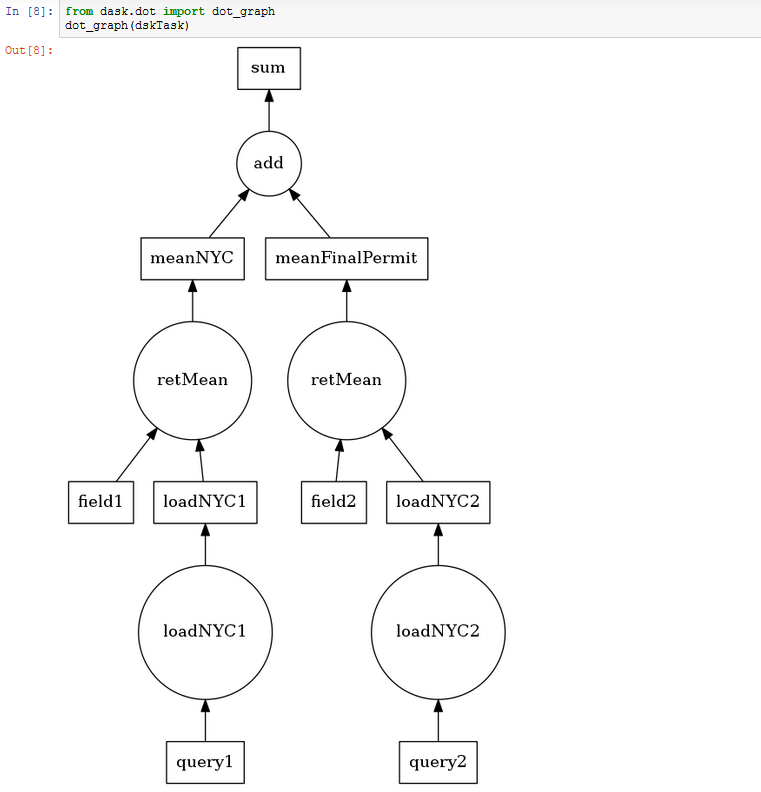 In [8]: from dask.dot import dot_graph
dot_graph(dskTask)
Out[8]:
sum
add
meanNYC meanFinalPermit
retMean retMean
field1 loadNYC1 field2 loadNYC2
loadNYC1 loadNYC2
query1 query2